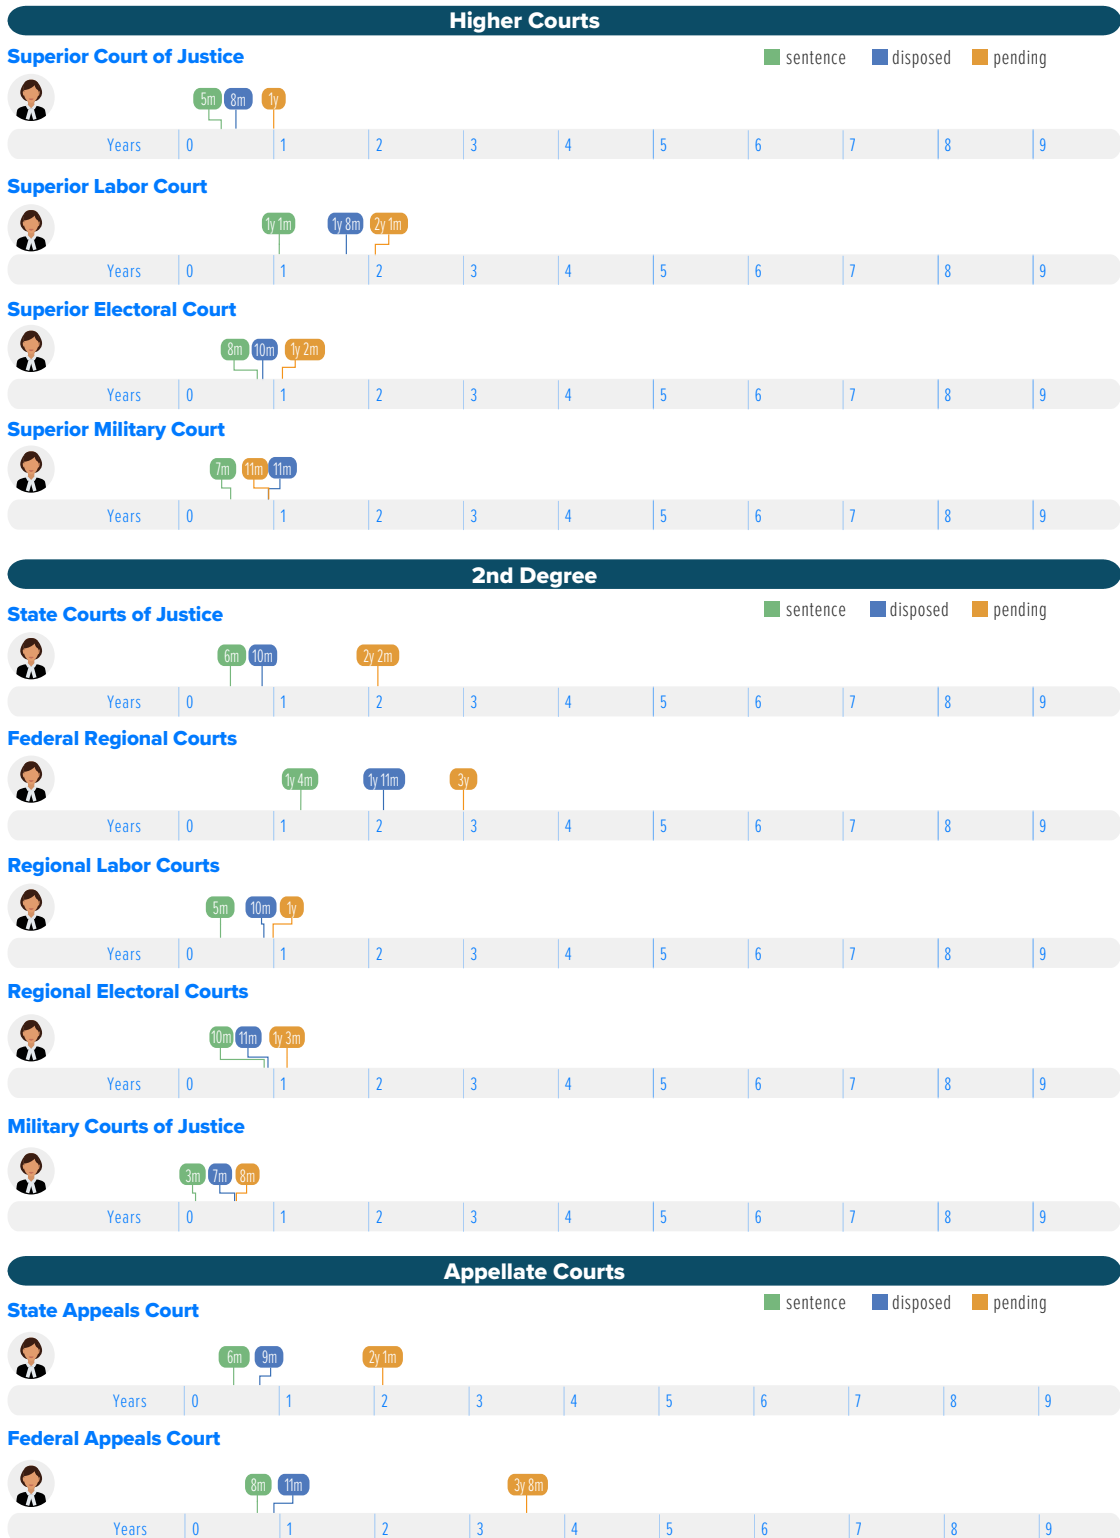 Higher Courts
Superior Court of Justice
sentence disposed pending
5m 8m 1y
Years 0 1 2 3 4 5 6 7 8 9
Superior Labor Court
1y 1m 1y 8m 2y 1m
Years 0 1 2 3 4 5 6 7 8 9
Superior Electoral Court
8m 10m 1y 2m
Years 0 1 2 3 4 5 6 7 8 9
Superior Military Court
7m 11m 11m
Years 0 1 2 3 4 5 6 7 8 9
2nd Degree
State Courts of Justice
sentence disposed pending
6m 10m 2y 2m
Years 0 1 2 3 4 5 6 7 8 9
Federal Regional Courts
1y 4m 1y 11m 3y
Years 0 1 2 3 4 5 6 7 8 9
Regional Labor Courts
5m 10m 1y
Years 0 1 2 3 4 5 6 7 8 9
Regional Electoral Courts
10m 11m 1y 3m
Years 0 1 2 3 4 5 6 7 8 9
Military Courts of Justice
3m 7m 8m
Years 0 1 2 3 4 5 6 7 8 9
Appellate Courts
State Appeals Court
sentence disposed pending
6m 9m 2y 1m
Years 0 1 2 3 4 5 6 7 8 9
Federal Appeals Court
8m 11m 3y 8m
Years 0 1 2 3 4 5 6 7 8 9